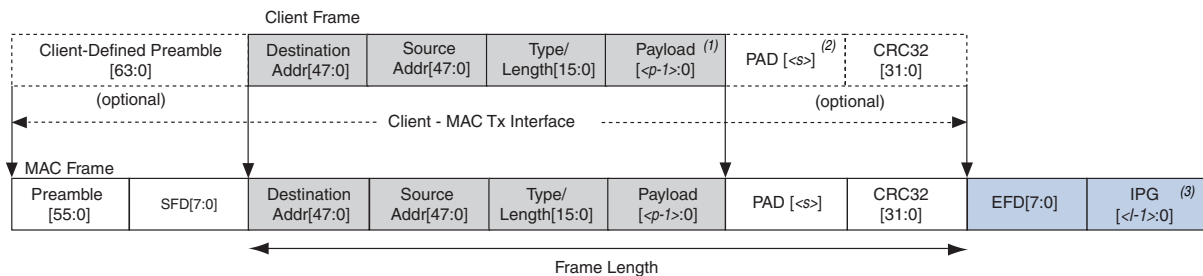 Client Frame
Client-Defined Preamble
[63:0]
Destination
Addr[47:0]
Source
Addr[47:0]
Type/
Length[15:0]
Payload (1)
[<p-1>:0]
PAD [<s>] (2)
CRC32
[31:0]
(optional)
(optional)
Client - MAC Tx Interface
MAC Frame
Preamble
[55:0]
SFD[7:0]
Destination
Addr[47:0]
Source
Addr[47:0]
Type/
Length[15:0]
Payload
[<p-1>:0]
PAD [<s>]
CRC32
[31:0]
EFD[7:0]
IPG (3)
[<l-1>:0]
Frame Length